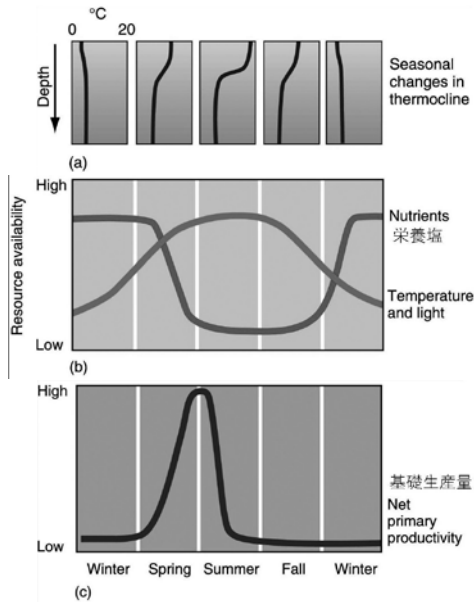 °C
0 20
Depth
Seasonal
changes in
thermocline
(a)
High
Nutrients
栄養塩
Resource availability
Temperature
and light
Low
(b)
High
基礎生産量
Net
primary
productivity
Low
Winter Spring Summer Fall Winter
(c)